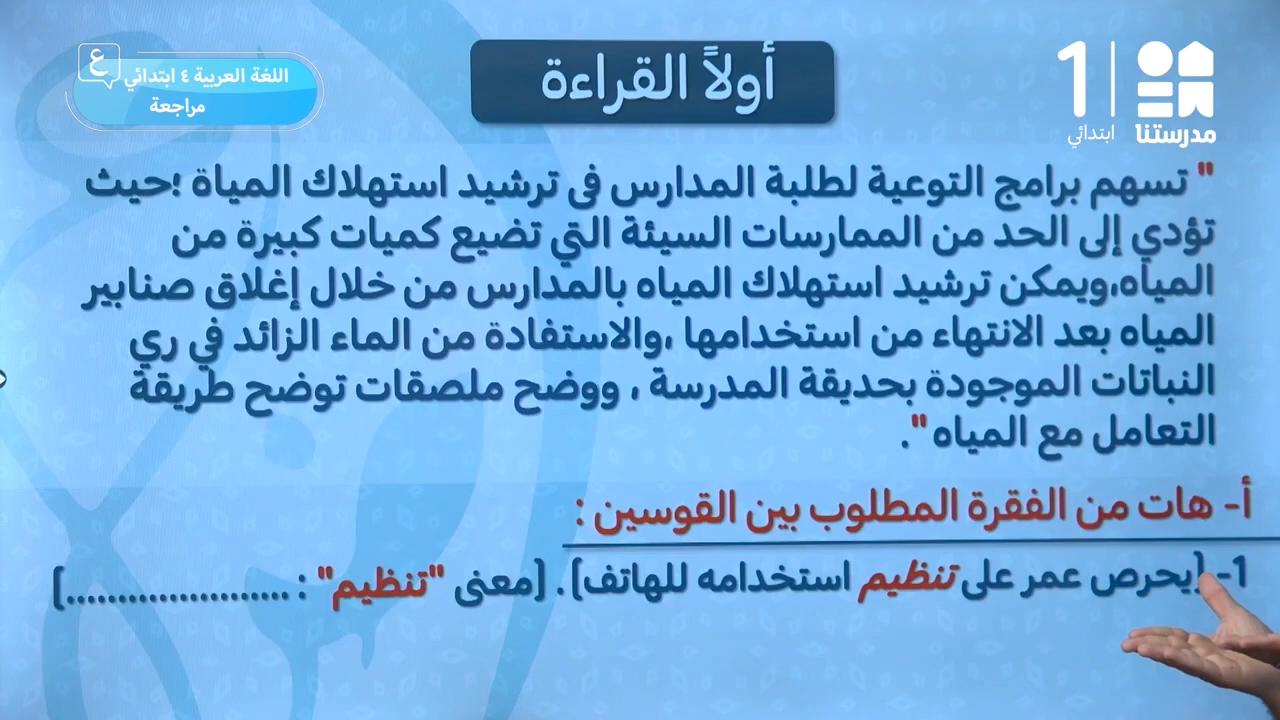 ع
اللغة العربية ٤ ابتدائي
مراجعة
أولاً القراءة
1
ابتدائي
مدرستنا
" تسهم برامج التوعية لطلبة المدارس فى ترشيد استهلاك المياة ؛حيث
تؤدي إلى الحد من الممارسات السيئة التي تضيع كميات كبيرة من
المياه،ويمكن ترشيد استهلاك المياه بالمدارس من خلال إغلاق صنابير
المياه بعد الانتهاء من استخدامها ،والاستفادة من الماء الزائد في ري
النباتات الموجودة بحديقة المدرسة ، ووضح ملصقات توضح طريقة
التعامل مع المياه".
أ- هات من الفقرة المطلوب بين القوسين :
1- (يحرص عمر على تنظيم استخدامه للهاتف). (معنى "تنظيم" : ......................)